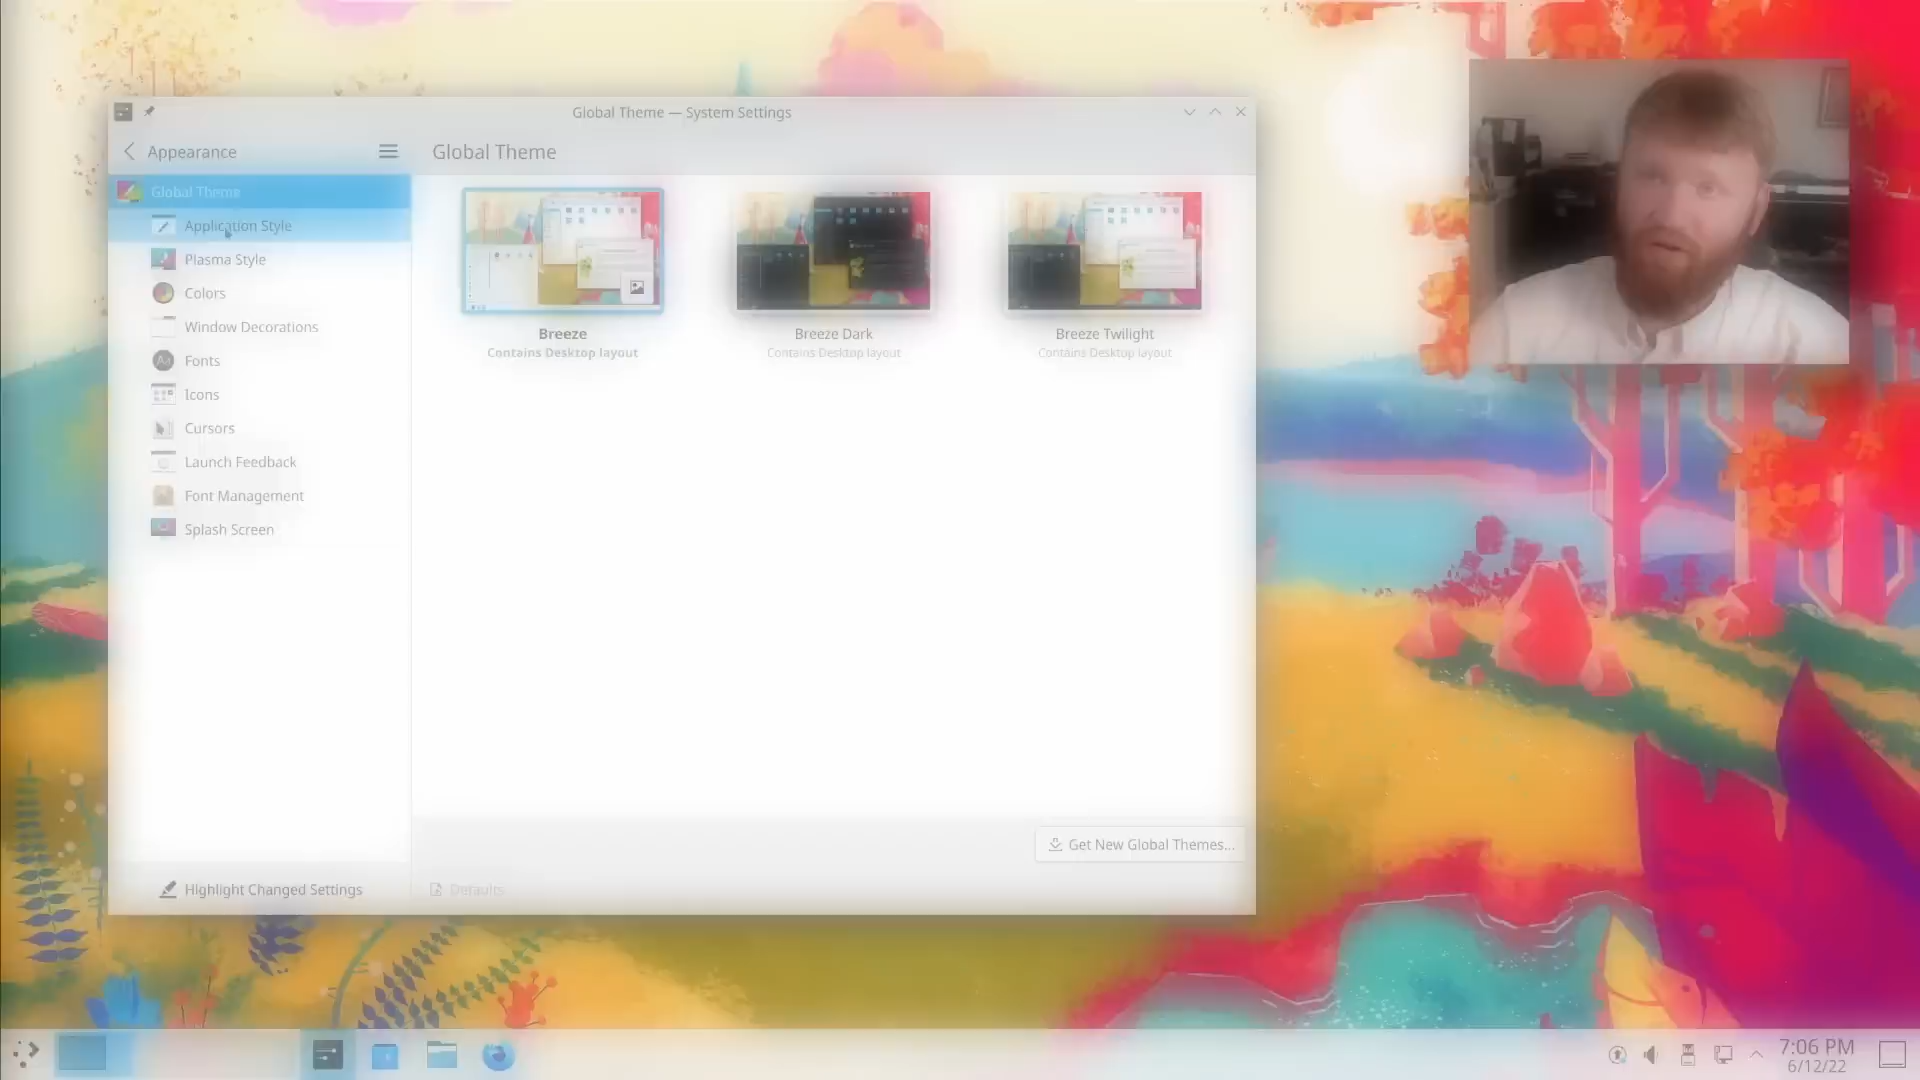 Global Theme — System Settings
Appearance
Global Theme
Global Theme
Application Style
Plasma Style
Colors
Window Decorations
Fonts
Icons
Cursors
Launch Feedback
Font Management
Splash Screen
Highlight Changed Settings
Breeze
Contains Desktop layout
Breeze Dark
Contains Desktop layout
Breeze Twilight
Contains Desktop layout
Get New Global Themes...
Defaults
7:06 PM
6/12/22